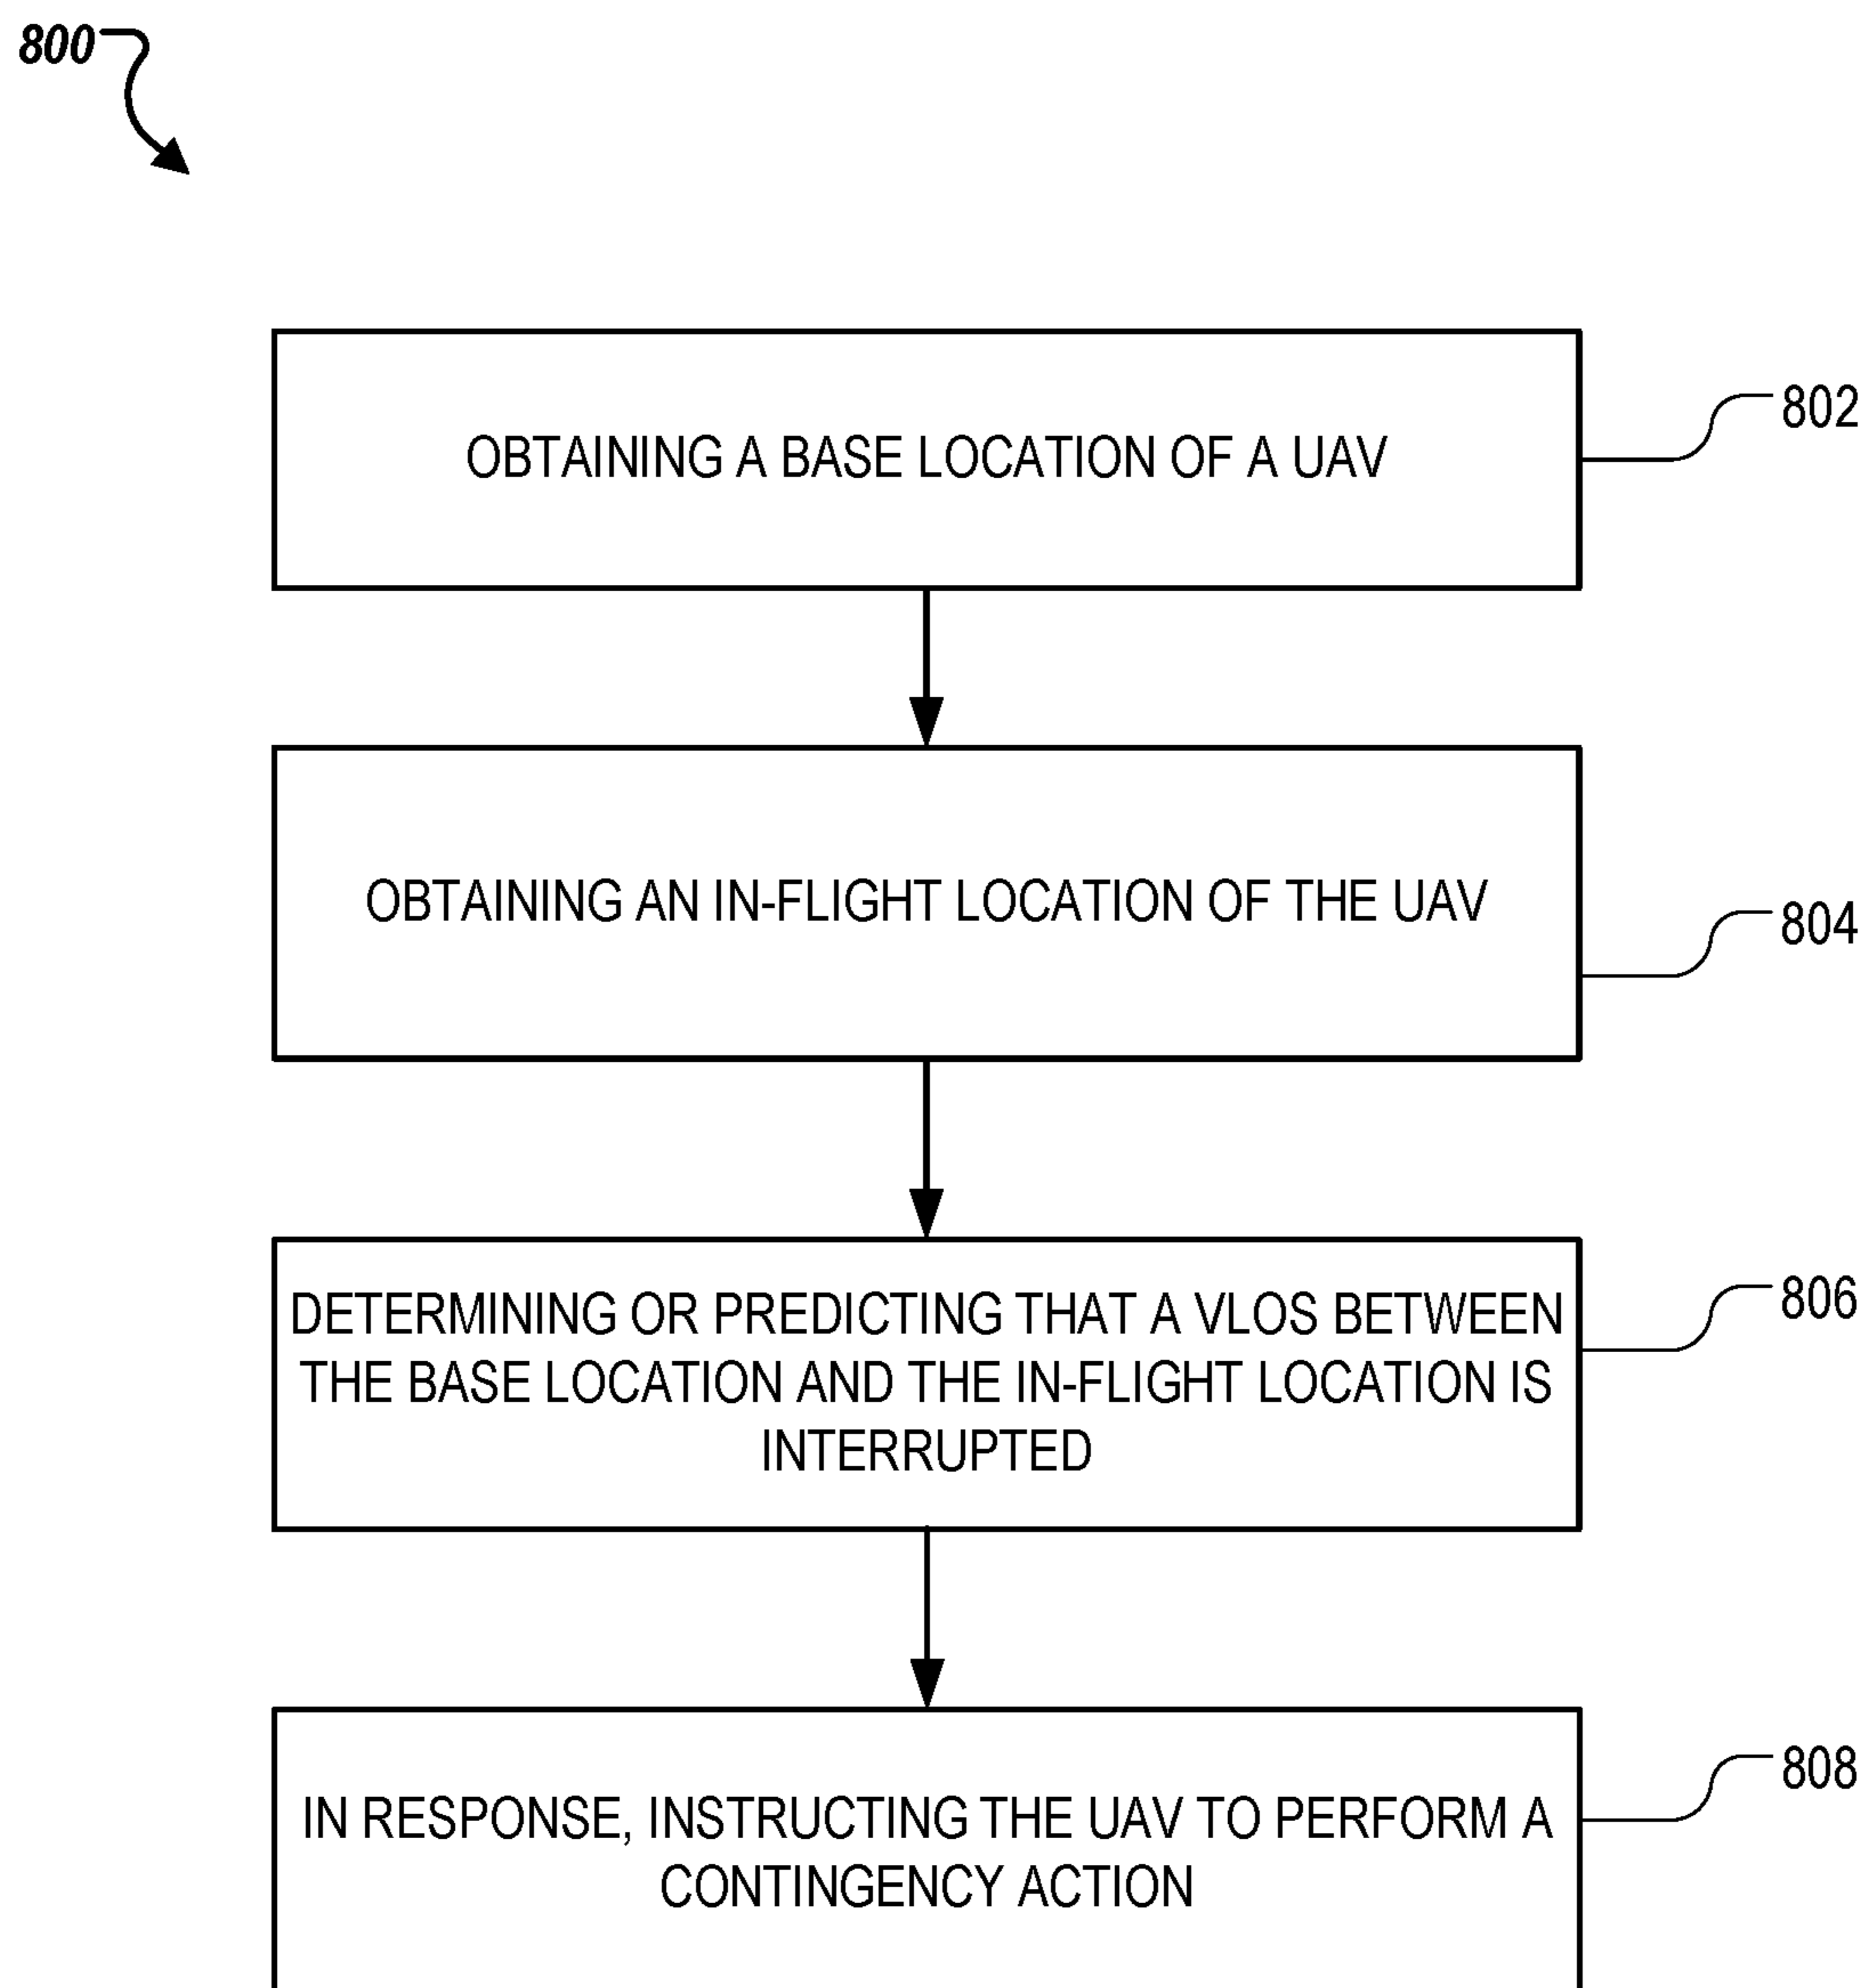 800
OBTAINING A BASE LOCATION OF A UAV
802
OBTAINING AN IN-FLIGHT LOCATION OF THE UAV
804
DETERMINING OR PREDICTING THAT A VLOS BETWEEN
THE BASE LOCATION AND THE IN-FLIGHT LOCATION IS
INTERRUPTED
806
IN RESPONSE, INSTRUCTING THE UAV TO PERFORM A
CONTINGENCY ACTION
808